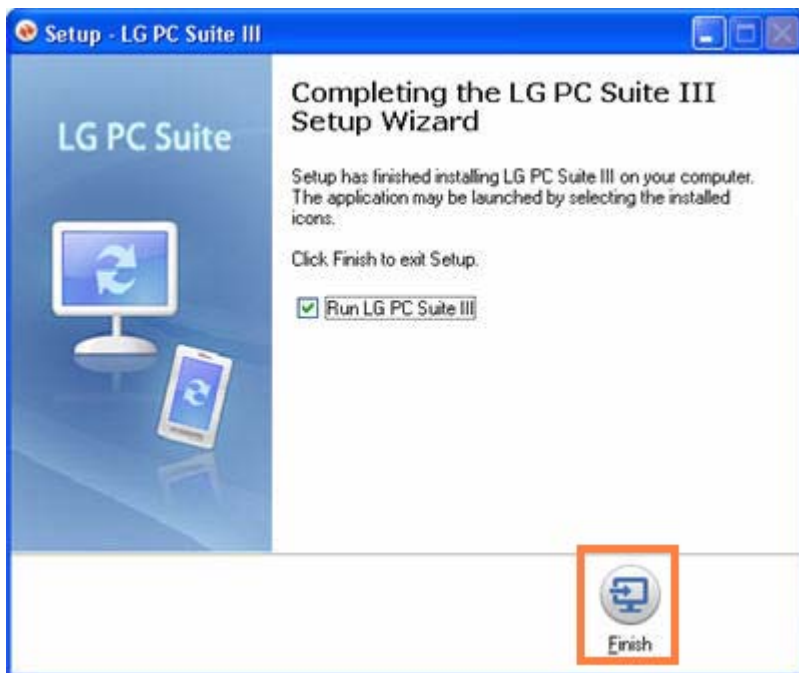 Setup - LG PC Suite III
LG PC Suite
Completing the LG PC Suite III
Setup Wizard
Setup has finished installing LG PC Suite III on your computer.
The application may be launched by selecting the installed
icons.
Click Finish to exit Setup.
Run LG PC Suite III
Finish